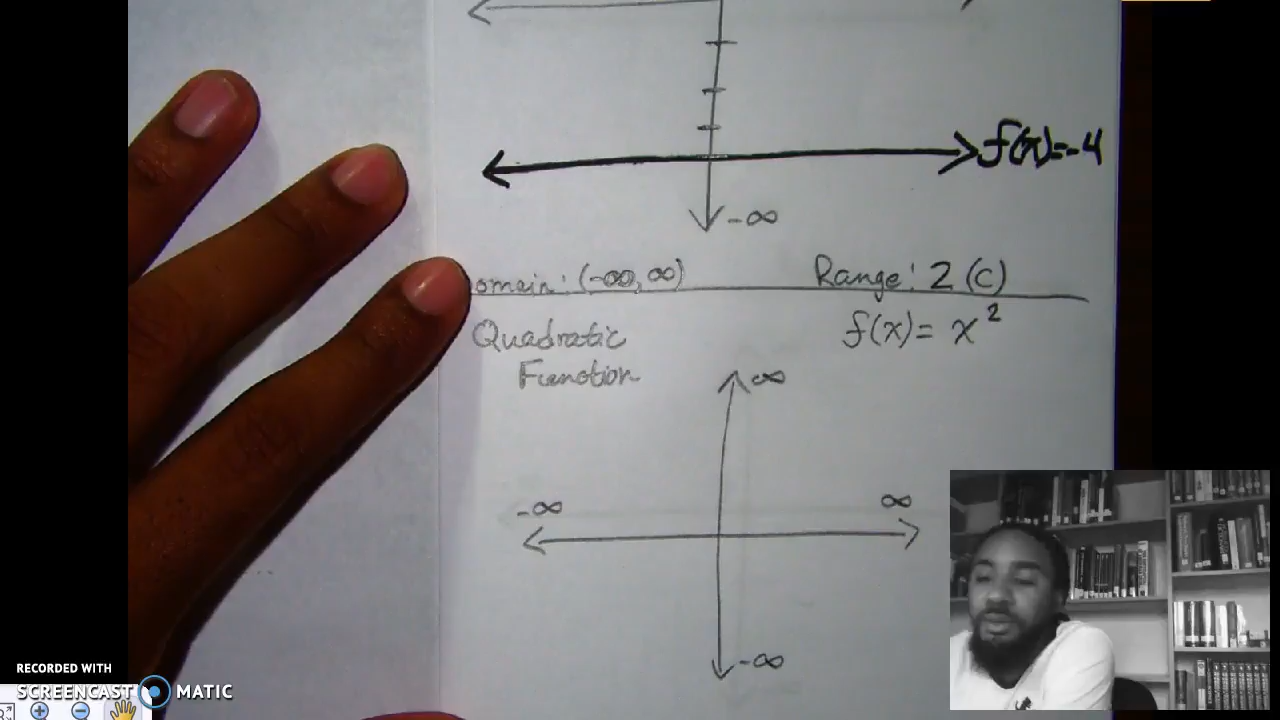 f(x)=-4
-∞
omain: (-∞, ∞) Range: 2 (c)
Quadratic f(x) = x²
Function
∞
-∞ ∞
-∞
RECORDED WITH
SCREENCAST MATIC